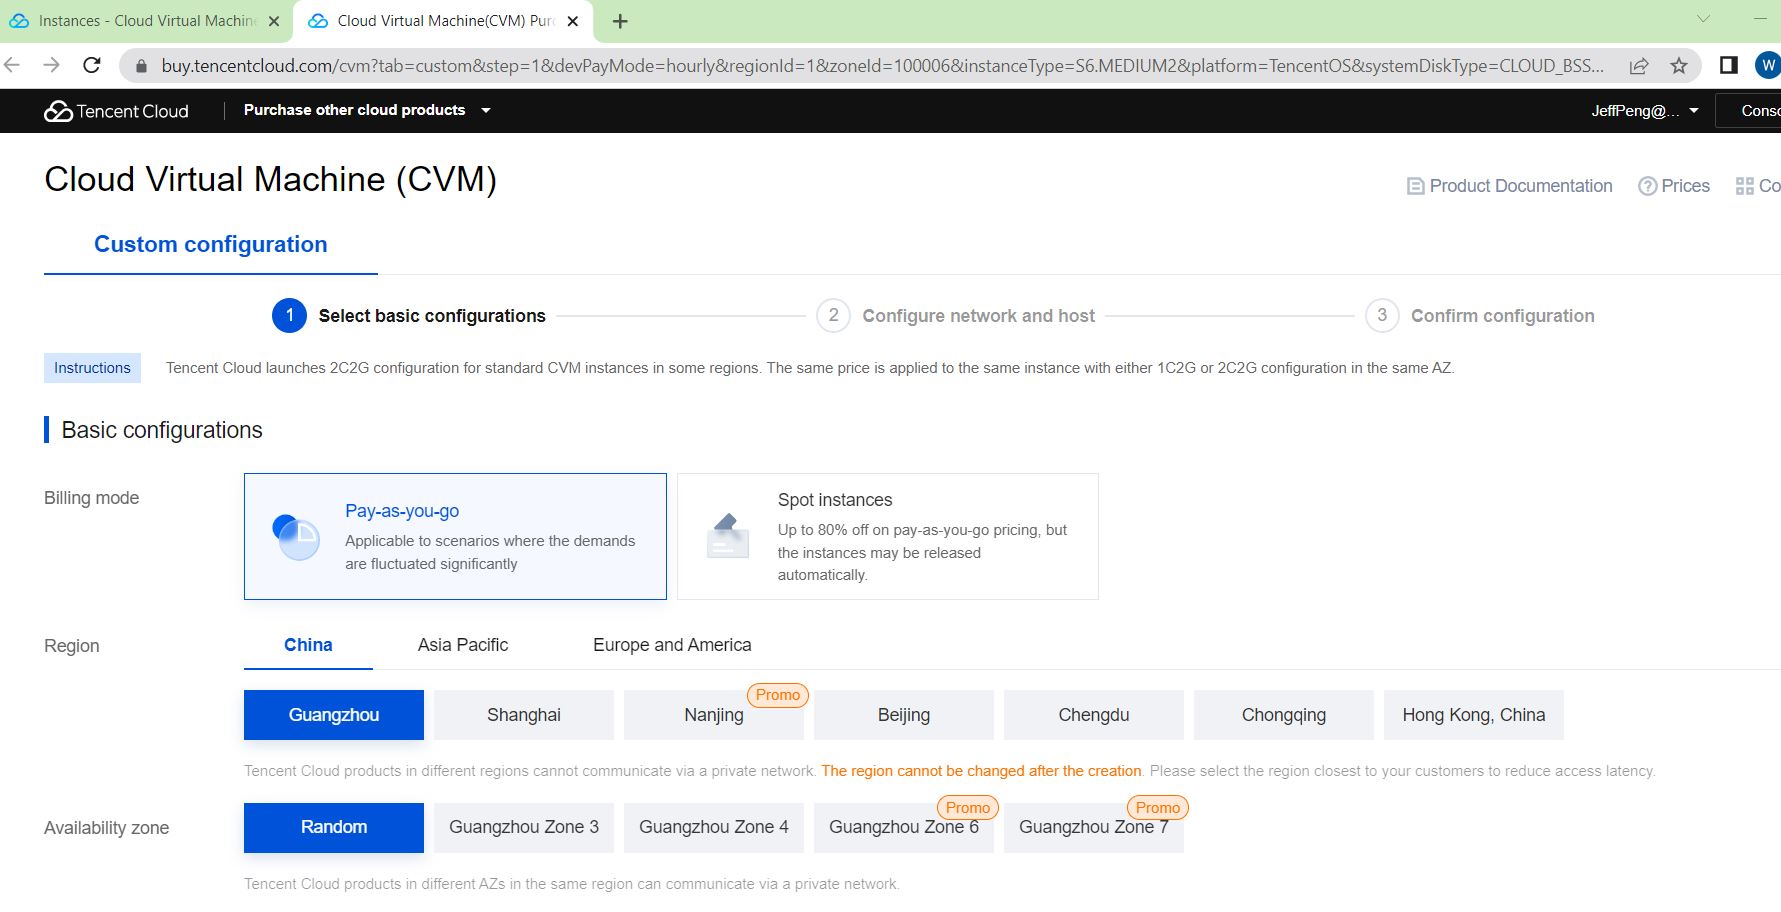 Instances - Cloud Virtual Machine
Cloud Virtual Machine(CVM) Pur
buy.tencentcloud.com/cvm?tab=custom&step=1&devPayMode=hourly&regionId=1&zoneId=100006&instanceType=S6.MEDIUM2&platform=TencentOS&systemDiskType=CLOUD_BSS...
W
Tencent Cloud
Purchase other cloud products
JeffPeng@...
Conso
Cloud Virtual Machine (CVM)
Product Documentation
Prices
Co
Custom configuration
1 Select basic configurations
2 Configure network and host
3 Confirm configuration
Instructions
Tencent Cloud launches 2C2G configuration for standard CVM instances in some regions. The same price is applied to the same instance with either 1C2G or 2C2G configuration in the same AZ.
Basic configurations
Billing mode
Pay-as-you-go
Applicable to scenarios where the demands
are fluctuated significantly
Spot instances
Up to 80% off on pay-as-you-go pricing, but
the instances may be released
automatically.
Region
China
Asia Pacific
Europe and America
Guangzhou
Shanghai
Nanjing
Promo
Beijing
Chengdu
Chongqing
Hong Kong, China
Tencent Cloud products in different regions cannot communicate via a private network. The region cannot be changed after the creation. Please select the region closest to your customers to reduce access latency.
Availability zone
Random
Guangzhou Zone 3
Guangzhou Zone 4
Guangzhou Zone 6
Promo
Guangzhou Zone 7
Promo
Tencent Cloud products in different AZs in the same region can communicate via a private network.